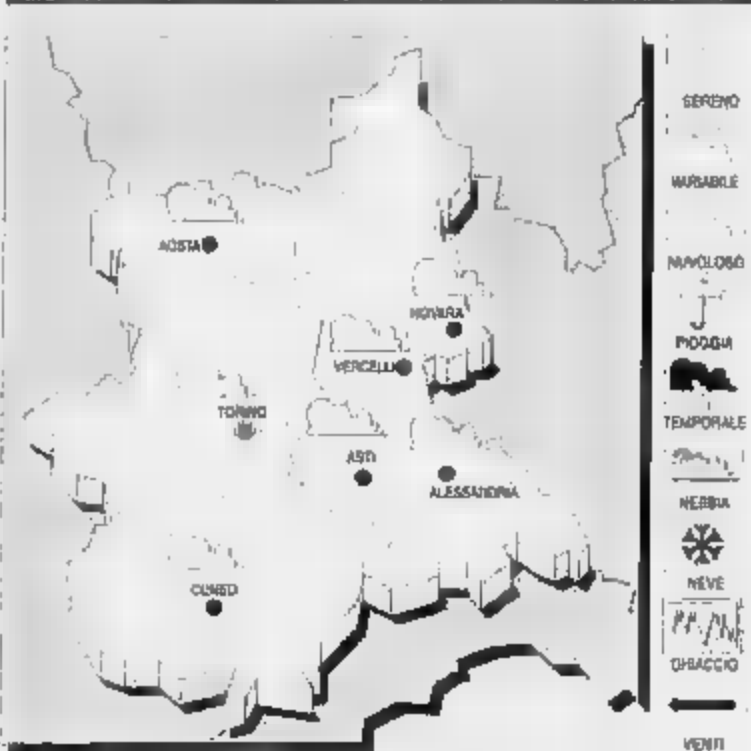 SERENO
VARIABILE
NUVOLOSO
PIOGGIA
TEMPORALE
NEBBIA
NEVE
GHIACCIO
VENTI
AOSTA
NOVARA
VERCELLI
TORINO
ASTI
ALESSANDRIA
CUNEO